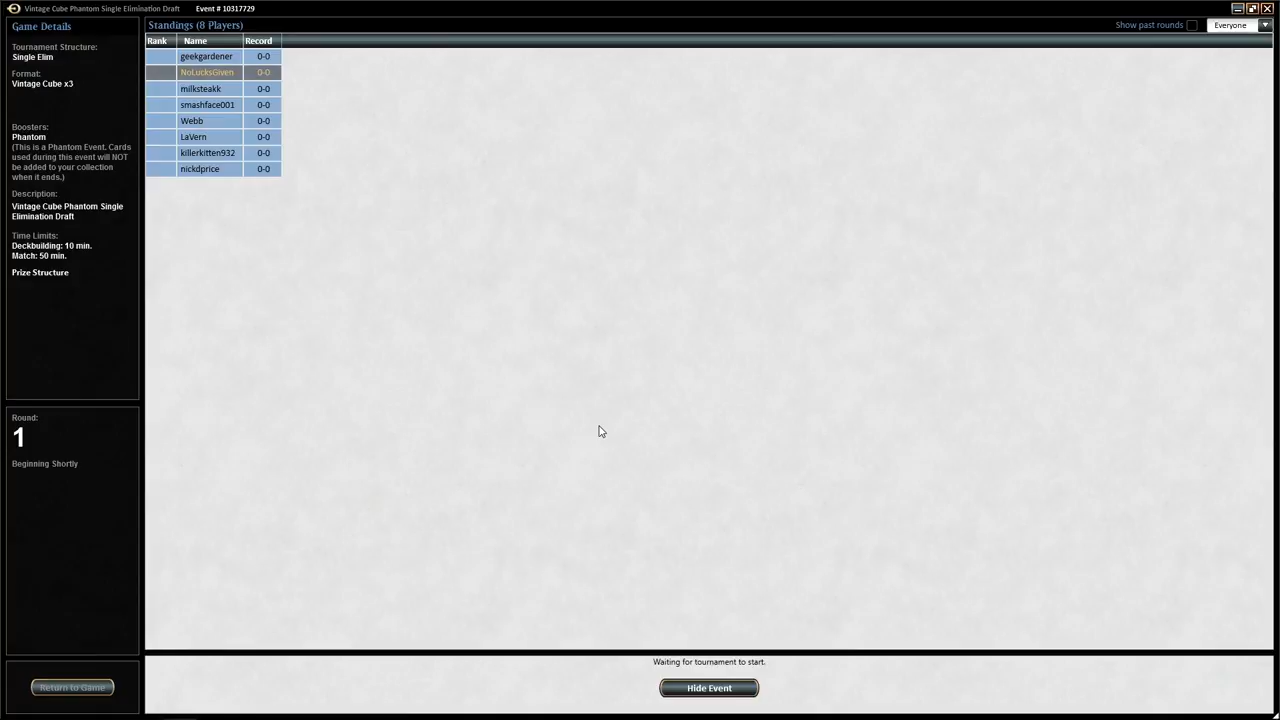 Vintage Cube Phantom Single Elimination Draft Event # 10317729
Game Details
Tournament Structure:
Single Elim
Format:
Vintage Cube x3
Boosters:
Phantom
(This is a Phantom Event. Cards
used during this event will NOT
be added to your collection
when it ends.)
Description:
Vintage Cube Phantom Single
Elimination Draft
Time Limits:
Deckbuilding: 10 min.
Match: 50 min.
Prize Structure
Round:
1
Beginning Shortly
Return to Game
Standings (8 Players)
Show past rounds Everyone
Rank Name Record
geekgardener 0-0
NoLucksGiven 0-0
milksteakk 0-0
smashface001 0-0
Webb 0-0
LaVern 0-0
killerkitten932 0-0
nickdprice 0-0
Waiting for tournament to start.
Hide Event